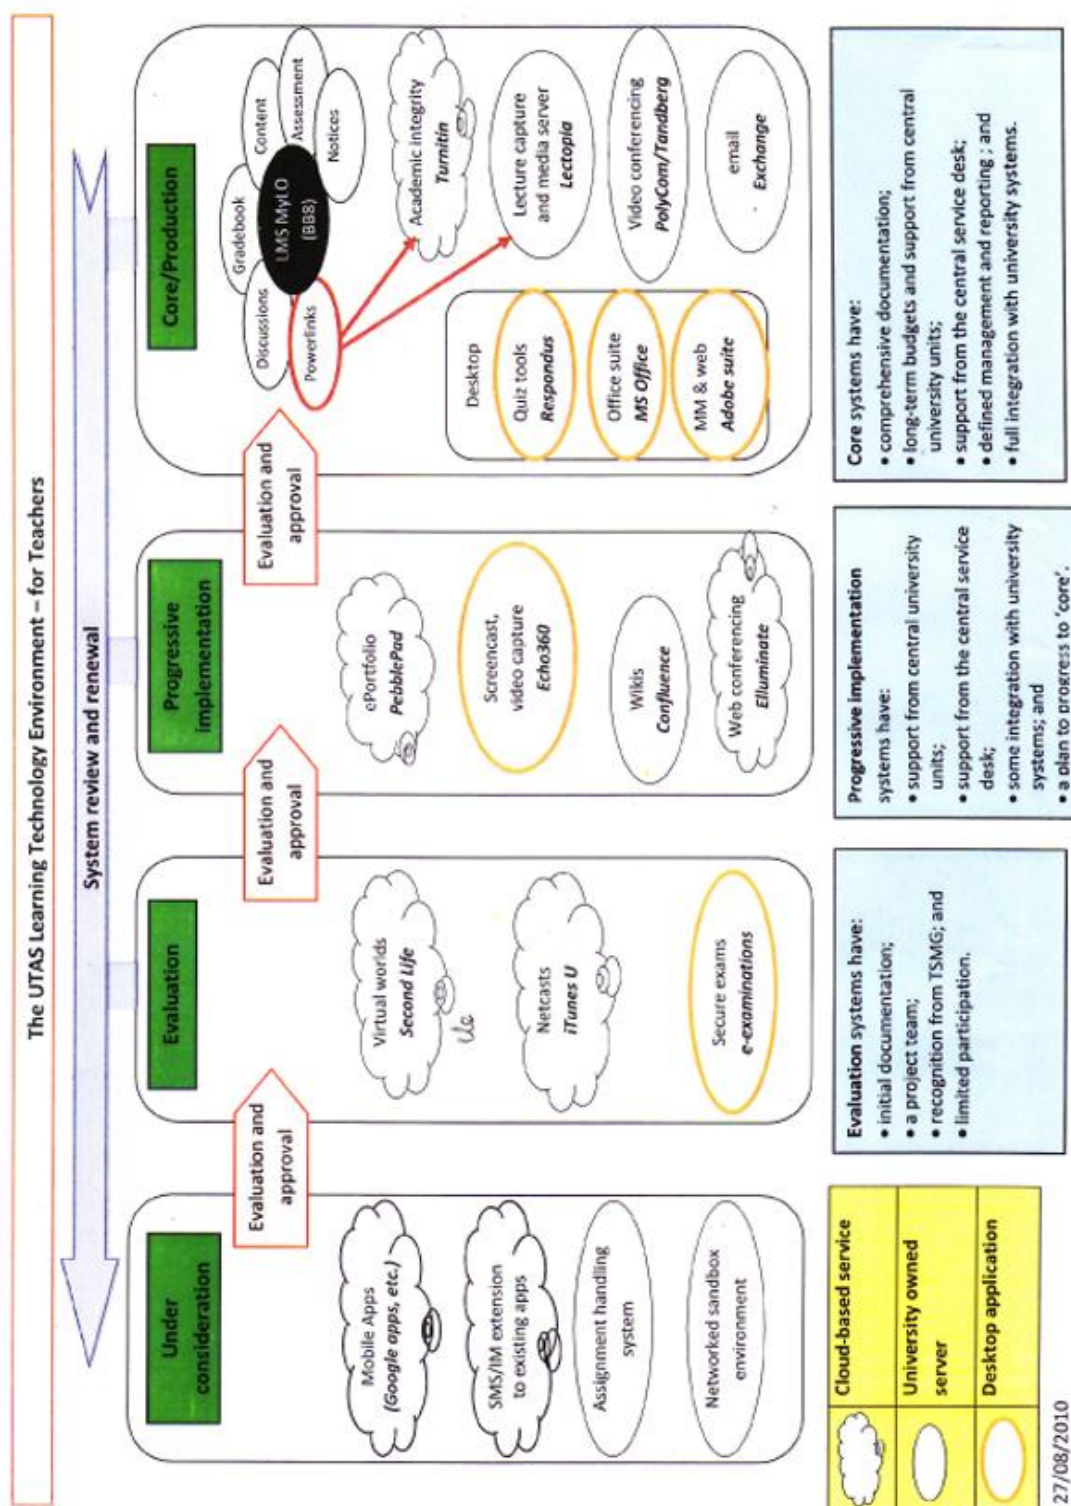 The UTAS Learning Technology Environment – for Teachers
System review and renewal
Under
consideration
Evaluation and
approval
Mobile Apps
(Google apps, etc.)
SMS/IM extension
to existing apps
Assignment handling
system
Networked sandbox
environment
Evaluation
Evaluation and
approval
Virtual worlds
Second Life
Netcasts
iTunes U
Secure exams
e-examinations
Progressive
implementation
Evaluation and
approval
ePortfolio
PebblePad
Screencast,
video capture
Echo360
Wikis
Confluence
Web conferencing
Elluminate
Core/Production
Discussions
Gradebook
Content
Assessment
Notices
LMS MyLO
(BB8)
Powerlinks
Academic integrity
Turnitin
Lecture capture
and media server
Lectopia
Video conferencing
PolyCom/Tandberg
email
Exchange
Desktop
Quiz tools
Respondus
Office suite
MS Office
MM & web
Adobe suite
Cloud-based service
University owned
server
Desktop application
Evaluation systems have:
• initial documentation;
• a project team;
• recognition from TSMG; and
• limited participation.
Progressive implementation
systems have:
• support from central university
units;
• support from the central service
desk;
• some integration with university
systems; and
• a plan to progress to ‘core’.
Core systems have:
• comprehensive documentation;
• long-term budgets and support from central
university units;
• support from the central service desk;
• defined management and reporting ; and
• full integration with university systems.
27/08/2010